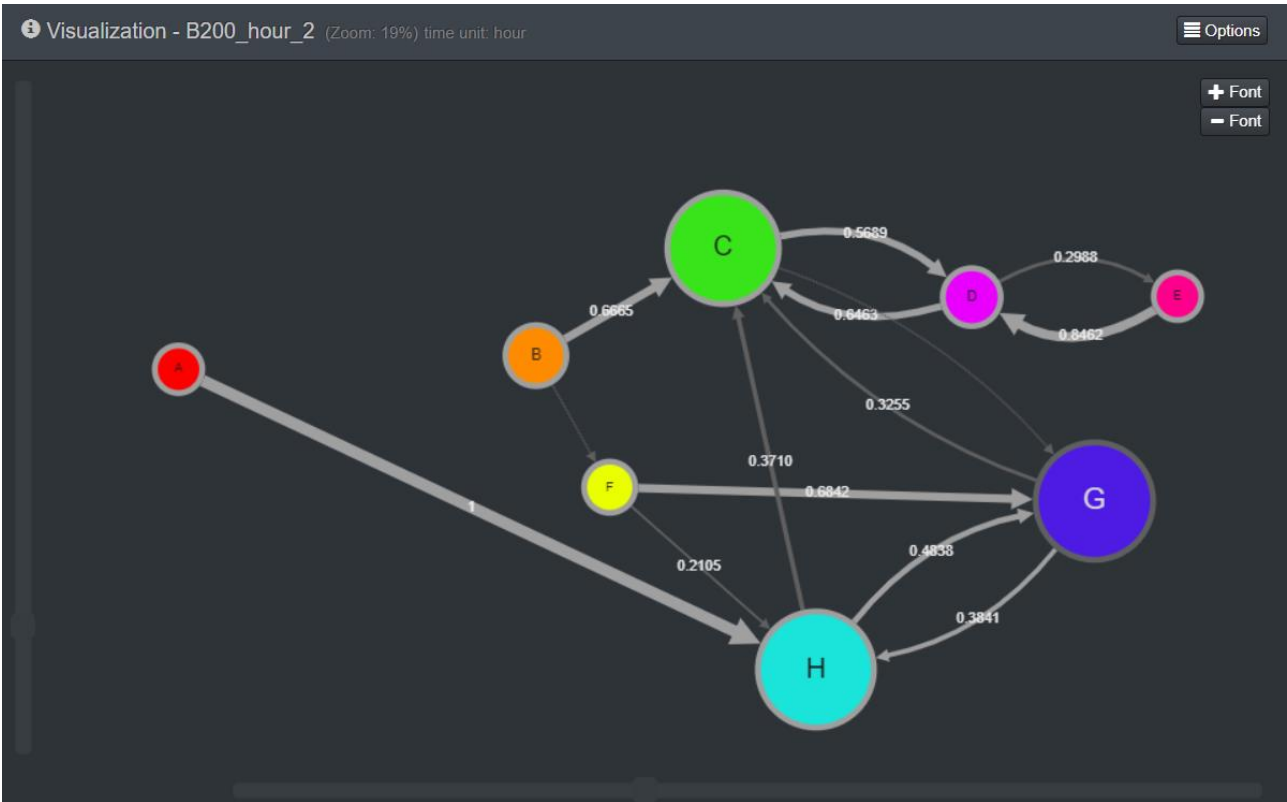 Visualization - B200_hour_2 (Zoom: 19%) time unit: hour
Options
Font
Font
C
0.5689
0.2988
D
E
0.6665
0.6463
0.8462
B
A
0.3255
0.3710
F
0.6842
G
1
0.4838
0.2105
0.3841
H